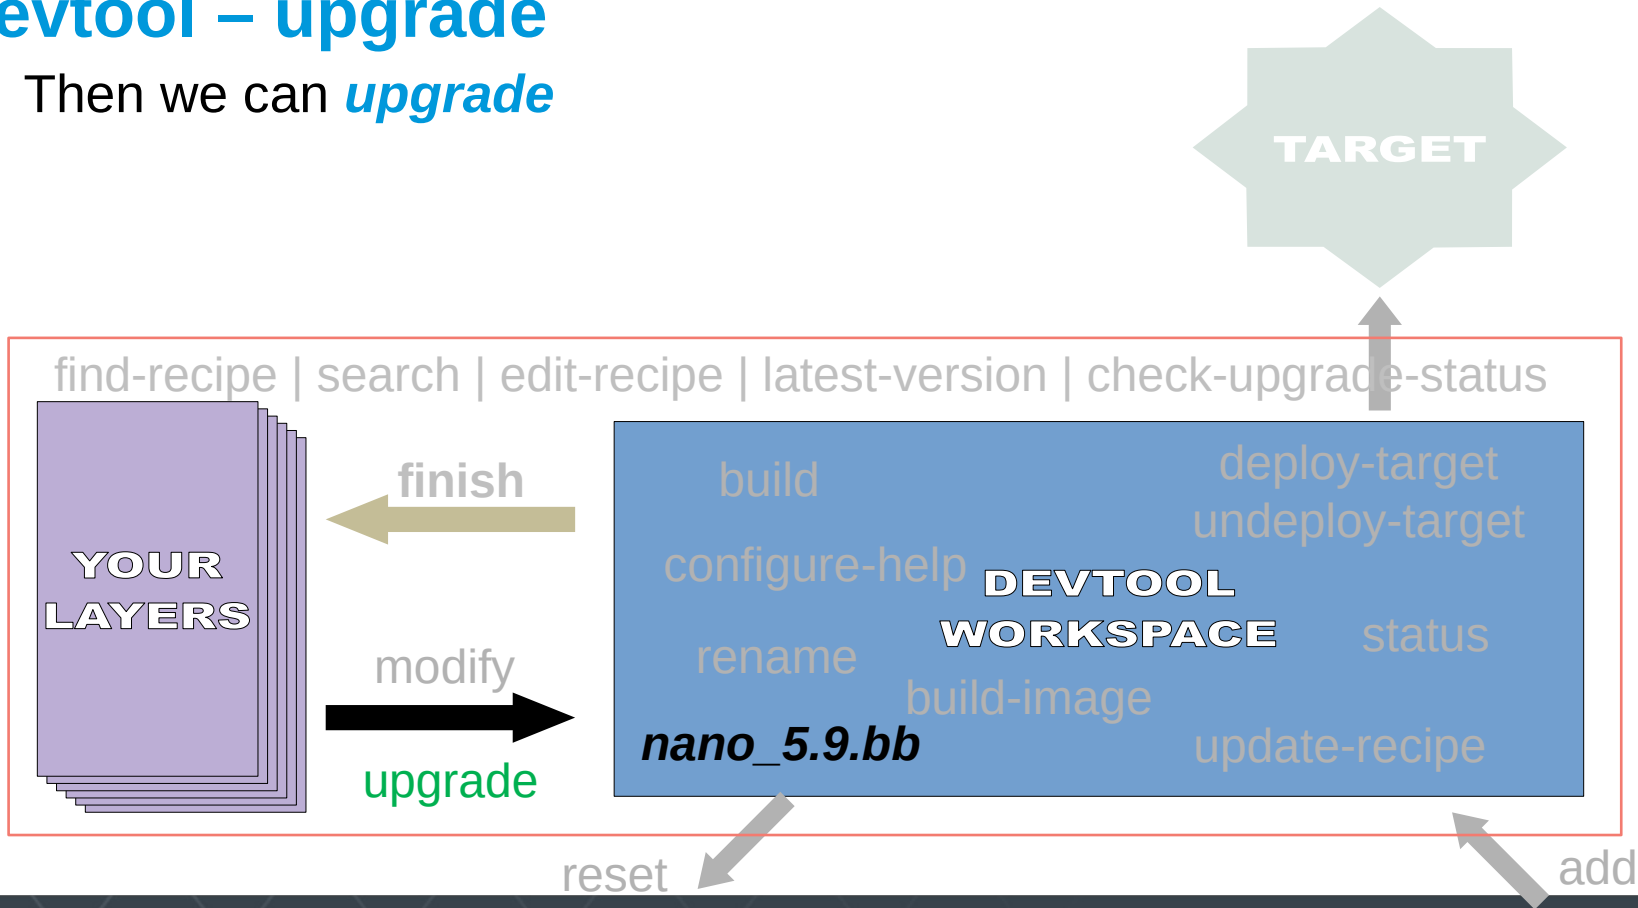 evtool – upgrade
Then we can upgrade
TARGET
find-recipe | search | edit-recipe | latest-version | check-upgrade-status
YOUR
LAYERS
finish
modify
upgrade
build
deploy-target
undeploy-target
configure-help
DEVTOOL
WORKSPACE
status
rename
build-image
nano_5.9.bb
update-recipe
reset
add